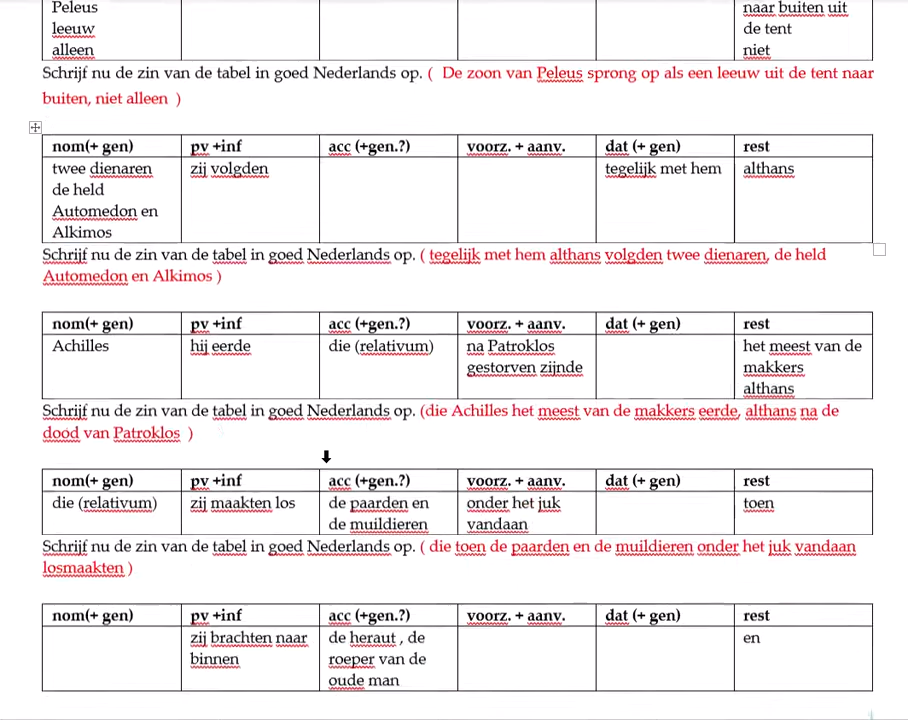 Peleus naar buiten uit
leeuw de tent
alleen niet
Schrijf nu de zin van de tabel in goed Nederlands op. ( De zoon van Peleus sprong op als een leeuw uit de tent naar
buiten, niet alleen )
nom(+ gen) pv +inf acc (+gen.?) voorz. + aanv. dat (+ gen) rest
twee dienaren zij volgden tegelijk met hem althans
de held
Automedon en
Alkimos
Schrijf nu de zin van de tabel in goed Nederlands op. ( tegelijk met hem althans volgden twee dienaren, de held
Automedon en Alkimos )
nom(+ gen) pv +inf acc (+gen.?) voorz. + aanv. dat (+ gen) rest
Achilles hij eerde die (relativum) na Patroklos het meest van de
gestorven zijnde makkers
althans
Schrijf nu de zin van de tabel in goed Nederlands op. (die Achilles het meest van de makkers eerde, althans na de
dood van Patroklos )
nom(+ gen) pv +inf acc (+gen.?) voorz. + aanv. dat (+ gen) rest
die (relativum) zij maakten los de paarden en onder het juk toen
de muildieren vandaan
Schrijf nu de zin van de tabel in goed Nederlands op. ( die toen de paarden en de muildieren onder het juk vandaan
losmaakten )
nom(+ gen) pv +inf acc (+gen.?) voorz. + aanv. dat (+ gen) rest
zij brachten naar de heraut , de en
binnen roeper van de
oude man